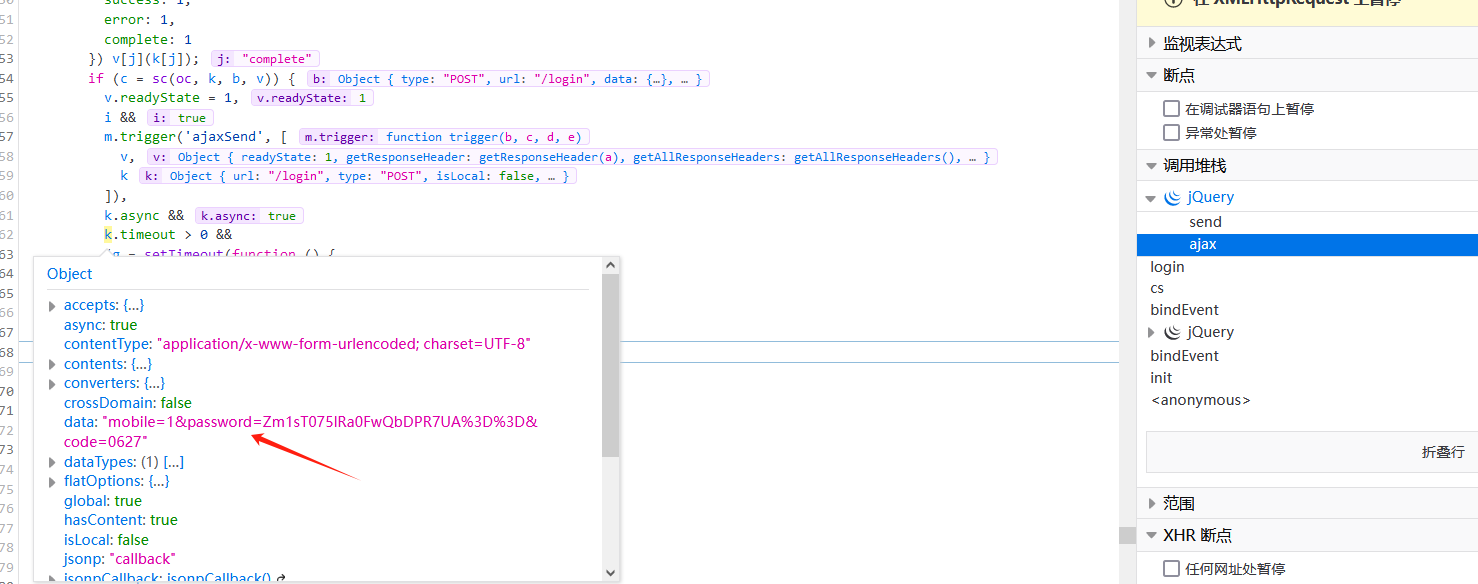 51 error: 1,
52 complete: 1
53 }) v[j](k[j]); j: "complete"
54 if (c = sc(oc, k, b, v)) { b: Object { type: "POST", url: "/login", data: {…}, … }
55 v.readyState = 1, v.readyState: 1
56 i && i: true
57 m.trigger('ajaxSend', [ m.trigger: function trigger(b, c, d, e)
58 v, v: Object { readyState: 1, getResponseHeader: getResponseHeader(a), getAllResponseHeaders: getAllResponseHeaders(), … }
59 k k: Object { url: "/login", type: "POST", isLocal: false, … }
60 ]),
61 k.async && k.async: true
62 k.timeout > 0 &&
63 = setTimeout(function () {
64
65
66
67
68
69
70
71
72
73
74
75
76
77
78
79
Object
accepts: {…}
async: true
contentType: "application/x-www-form-urlencoded; charset=UTF-8"
contents: {…}
converters: {…}
crossDomain: false
data: "mobile=1&password=Zm1sT075lRa0FwQbDPR7UA%3D%3D&
code=0627"
dataTypes: (1) […]
flatOptions: {…}
global: true
hasContent: true
isLocal: false
jsonp: "callback"
jsonpCallback: jsonpCallback()
在 XMLHttpRequest 上暂停
监视表达式
断点
在调试器语句上暂停
异常处暂停
调用堆栈
jQuery
send
ajax
login
cs
bindEvent
jQuery
bindEvent
init
<anonymous>
折叠行
范围
XHR 断点
任何网址处暂停